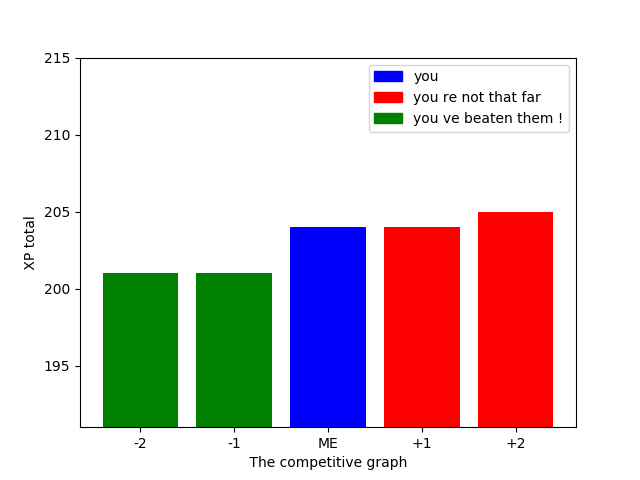 215
210
205
200
195
XP total
you
you re not that far
you ve beaten them !
-2
-1
ME
+1
+2
The competitive graph